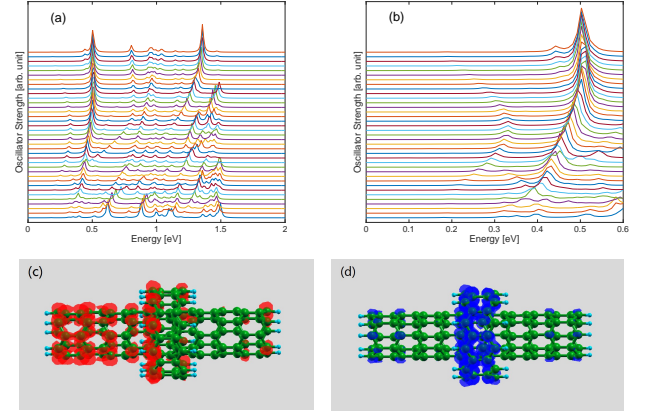 (a)
Oscillator Strength [arb. unit]
0 0.5 1 1.5 2
Energy [eV]
(b)
Oscillator Strength [arb. unit]
0 0.1 0.2 0.3 0.4 0.5 0.6
Energy [eV]
(c)
(d)